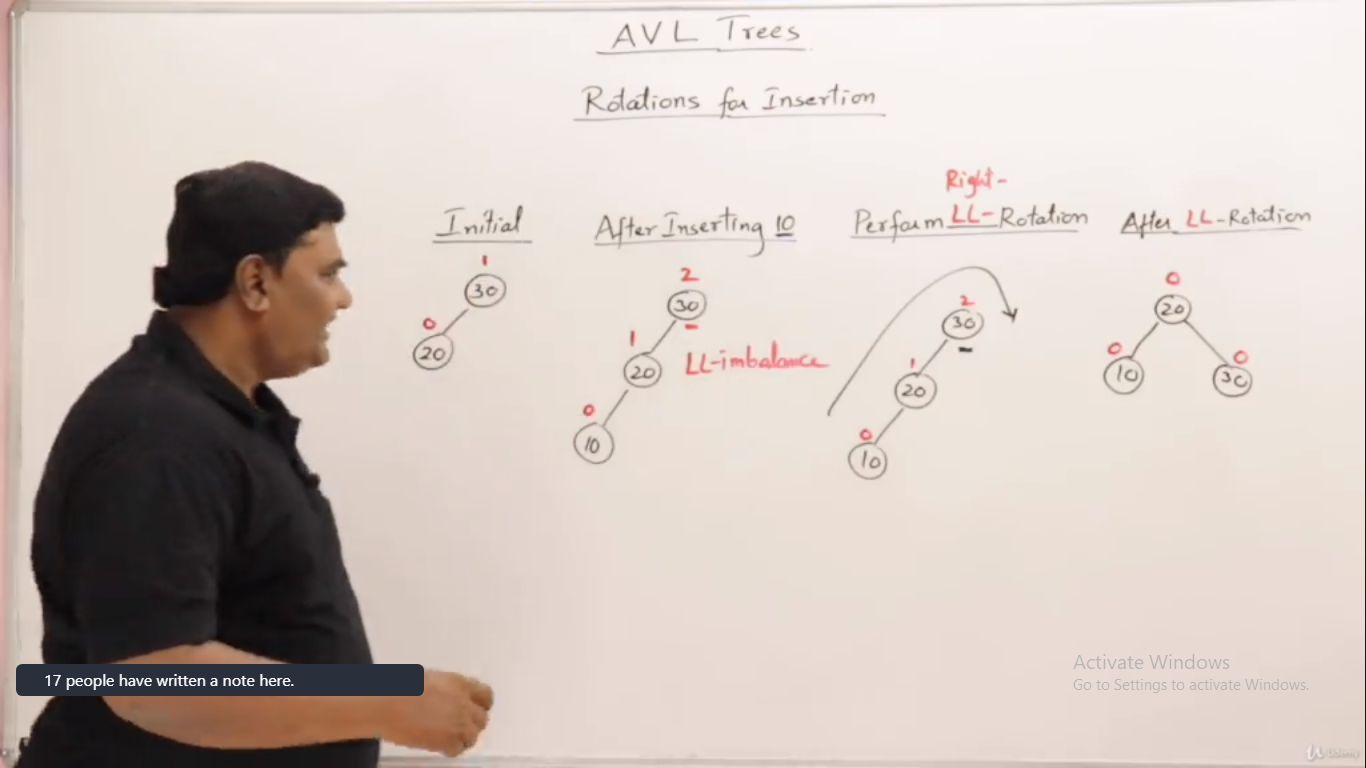 AVL Trees
Rotations for Insertion
Initial
1
30
0
20
After Inserting 10
2
30
1
20
LL-imbalance
0
10
Right-
Perform LL-Rotation
2
30
1
20
0
10
After LL-Rotation
0
20
0
10
0
30
17 people have written a note here.
Activate Windows
Go to Settings to activate Windows.
Udemy